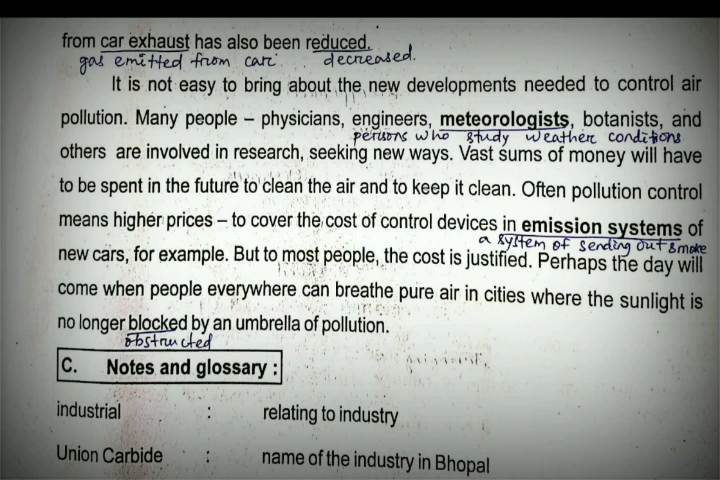 from car exhaust has also been reduced.
gas emitted from car. decreased.
It is not easy to bring about the new developments needed to control air
pollution. Many people – physicians, engineers, meteorologists, botanists, and
persons who study weather conditions
others are involved in research, seeking new ways. Vast sums of money will have
to be spent in the future to clean the air and to keep it clean. Often pollution control
means higher prices – to cover the cost of control devices in emission systems of
a system of sending out smoke
new cars, for example. But to most people, the cost is justified. Perhaps the day will
come when people everywhere can breathe pure air in cities where the sunlight is
no longer blocked by an umbrella of pollution.
obstructed
C. Notes and glossary :
industrial : relating to industry
Union Carbide : name of the industry in Bhopal